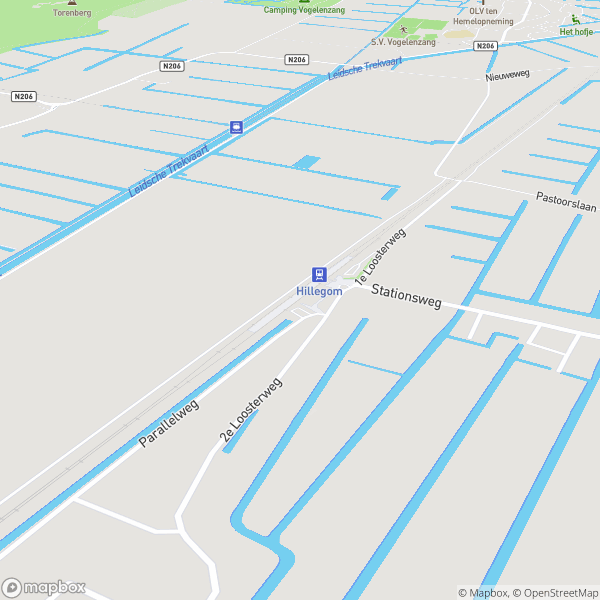 Torenberg
Camping Vogelenzang
OLV ten
Hemelopneming
Het hofje
S.V. Vogelenzang
N206
N206
N206
N206
Leidsche Trekvaart
Nieuweweg
Leidsche Trekvaart
Pastoorslaan
1e Loosterweg
Hillegom
Stationsweg
Parallelweg
2e Loosterweg
mapbox
© Mapbox, © OpenStreetMap